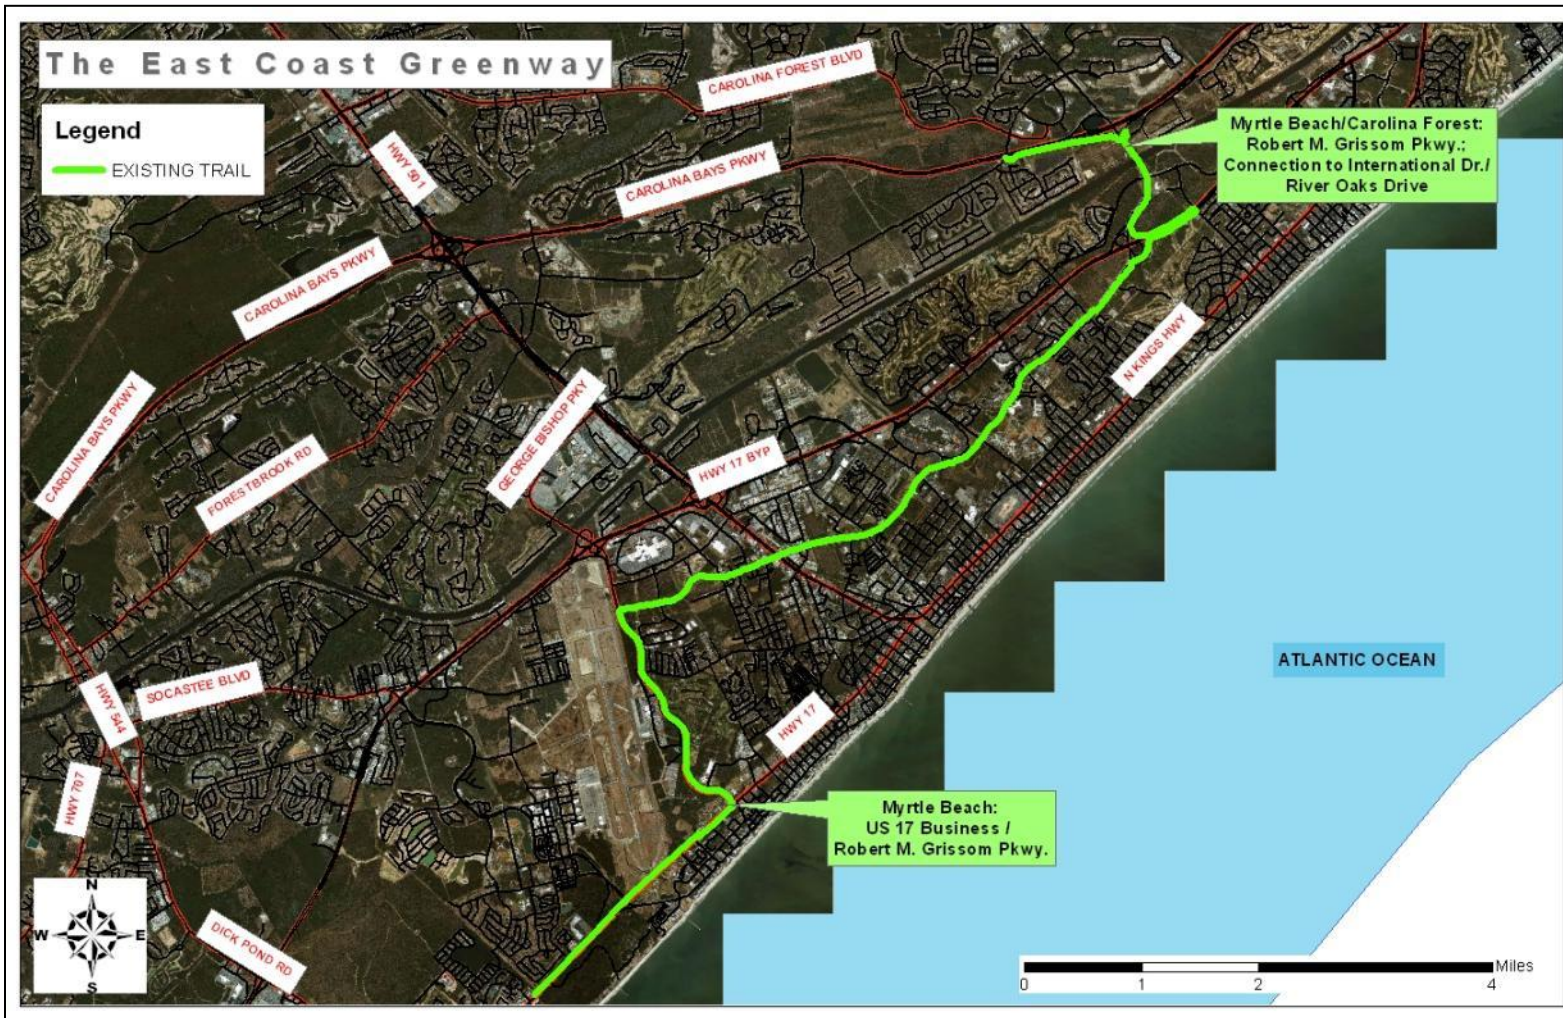 The East Coast Greenway
Legend
EXISTING TRAIL
CAROLINA FOREST BLVD
HWY 501
CAROLINA BAYS PKWY
Myrtle Beach/Carolina Forest:
Robert M. Grissom Pkwy.:
Connection to International Dr./
River Oaks Drive
CAROLINA BAYS PKWY
N KINGS HWY
CAROLINA BAYS PKWY
GEORGE BISHOP PKY
HWY 17 BYP
FORESTBROOK RD
ATLANTIC OCEAN
SOCASTEE BLVD
HWY 544
HWY 17
HWY 707
Myrtle Beach:
US 17 Business /
Robert M. Grissom Pkwy.
N
W
E
S
DICK POND RD
Miles
0
1
2
4